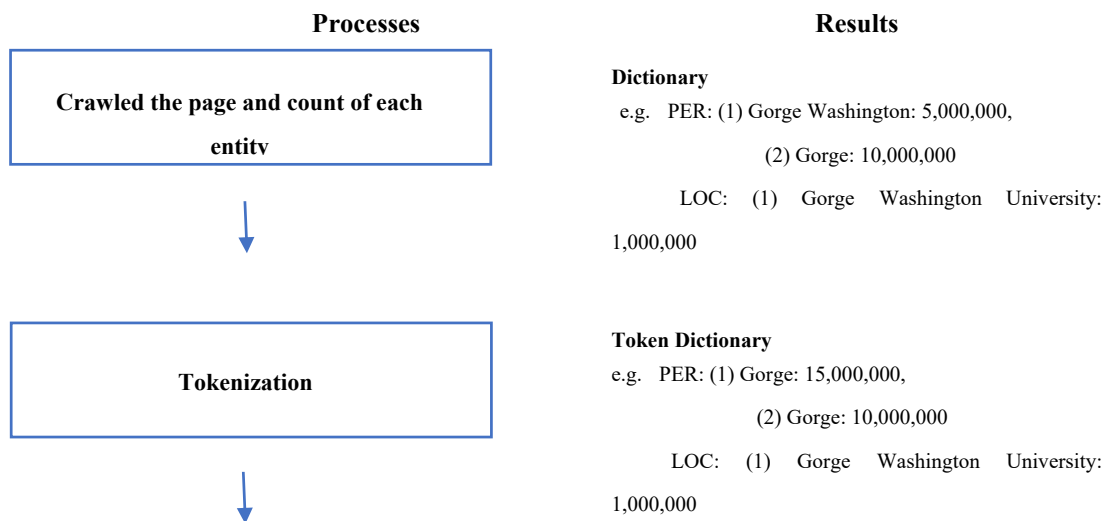 Processes
Results
Crawled the page and count of each
entity
Dictionary
e.g. PER: (1) Gorge Washington: 5,000,000,
(2) Gorge: 10,000,000
LOC: (1) Gorge Washington University:
1,000,000
Tokenization
Token Dictionary
e.g. PER: (1) Gorge: 15,000,000,
(2) Gorge: 10,000,000
LOC: (1) Gorge Washington University:
1,000,000